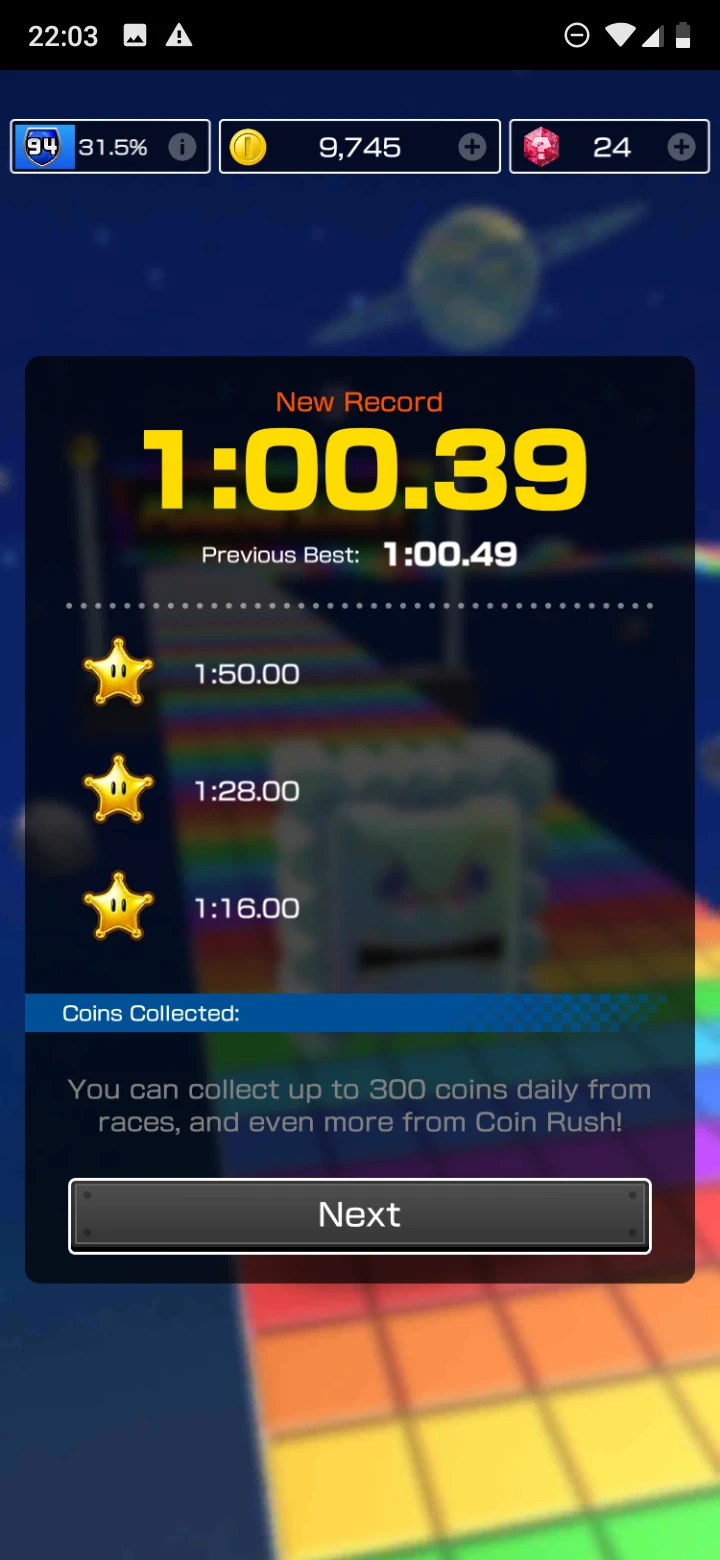 22:03
94 31.5% i 9,745 + ? 24 +
New Record
1:00.39
Previous Best: 1:00.49
1:50.00
1:28.00
1:16.00
Coins Collected:
You can collect up to 300 coins daily from
races, and even more from Coin Rush!
Next